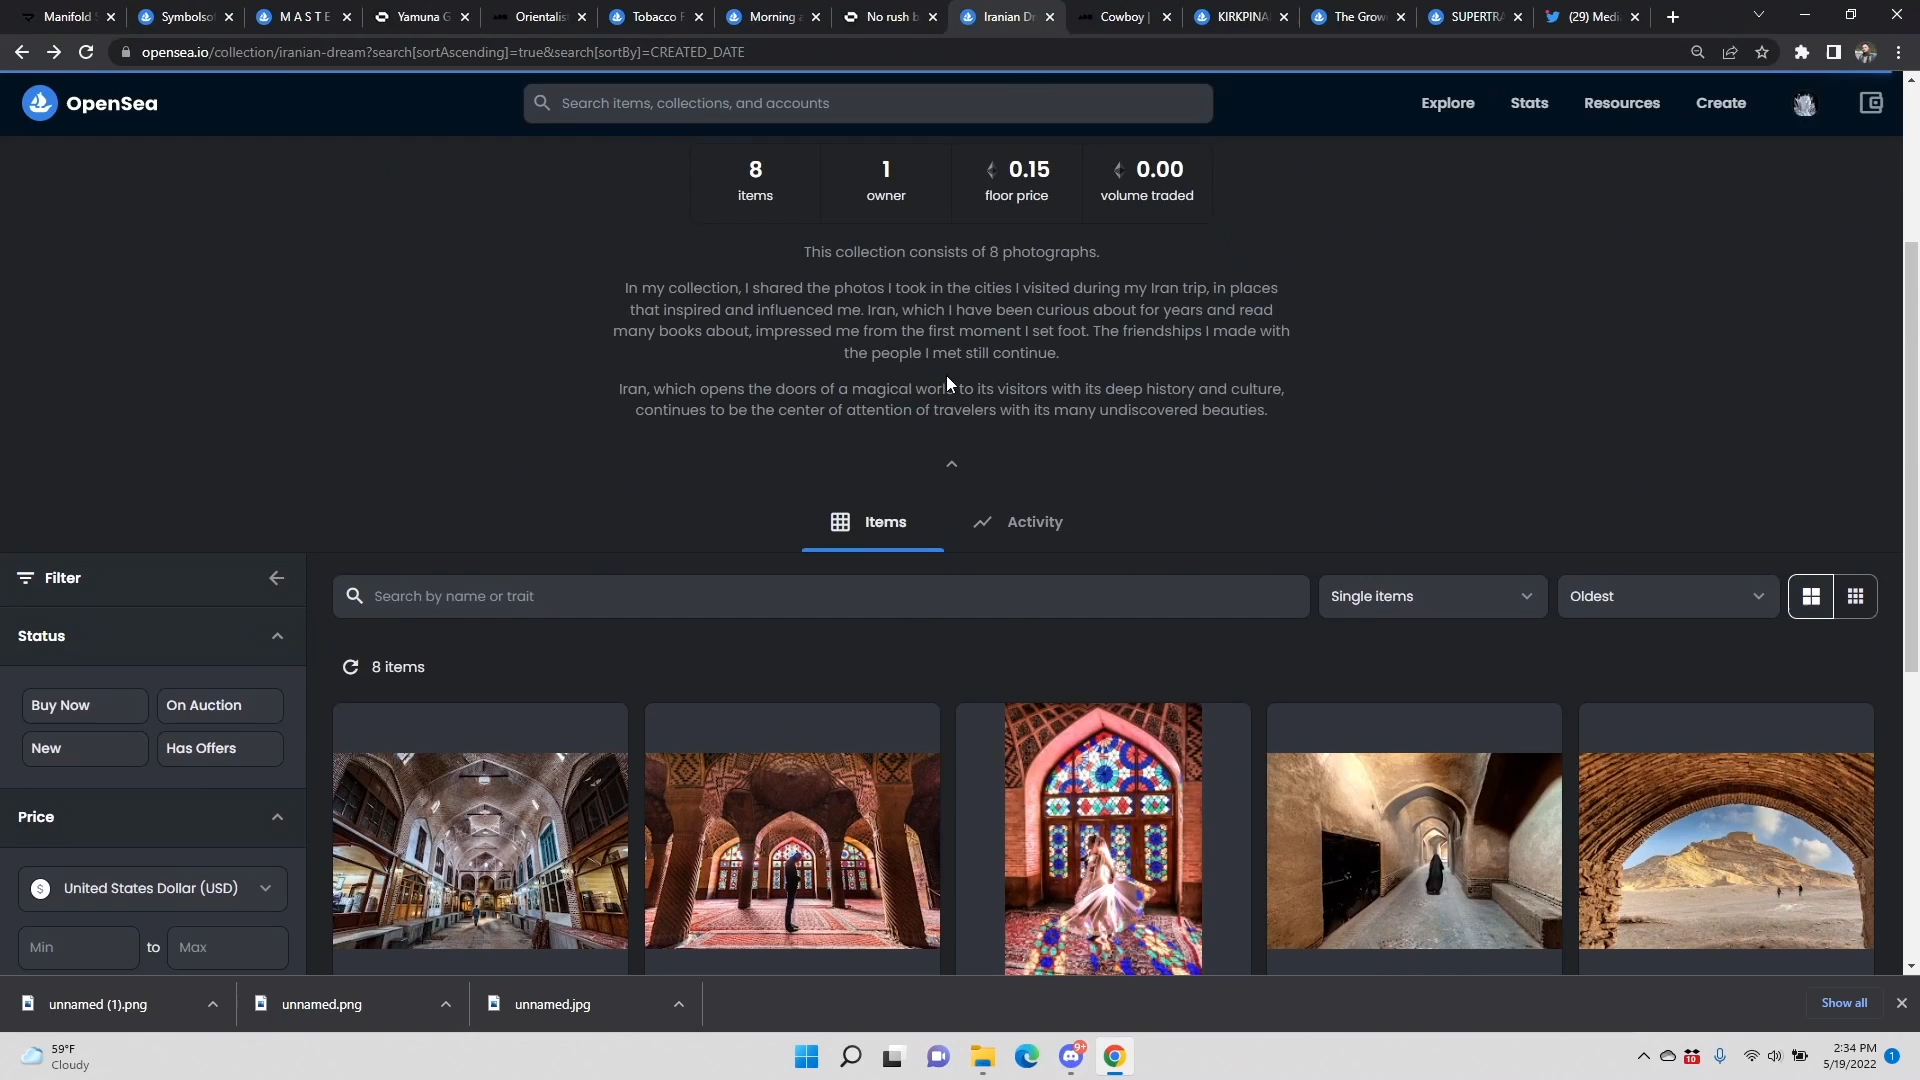 Manifold S
Symbolsof
M A S T E
Yamuna G
Orientalis
Tobacco F
Morning a
No rush b
Iranian Dr
Cowboy |
KIRKPINA
The Grow
SUPERTRA
(29) Medi
opensea.io/collection/iranian-dream?search[sortAscending]=true&search[sortBy]=CREATED_DATE
OpenSea
Search items, collections, and accounts
Explore
Stats
Resources
Create
8
items
1
owner
0.15
floor price
0.00
volume traded
This collection consists of 8 photographs.
In my collection, I shared the photos I took in the cities I visited during my Iran trip, in places
that inspired and influenced me. Iran, which I have been curious about for years and read
many books about, impressed me from the first moment I set foot. The friendships I made with
the people I met still continue.
Iran, which opens the doors of a magical world to its visitors with its deep history and culture,
continues to be the center of attention of travelers with its many undiscovered beauties.
Items
Activity
Filter
Search by name or trait
Single items
Oldest
Status
8 items
Buy Now
On Auction
New
Has Offers
Price
$ United States Dollar (USD)
Min
to
Max
unnamed (1).png
unnamed.png
unnamed.jpg
Show all
59°F
Cloudy
9+
10
2:34 PM
5/19/2022
1